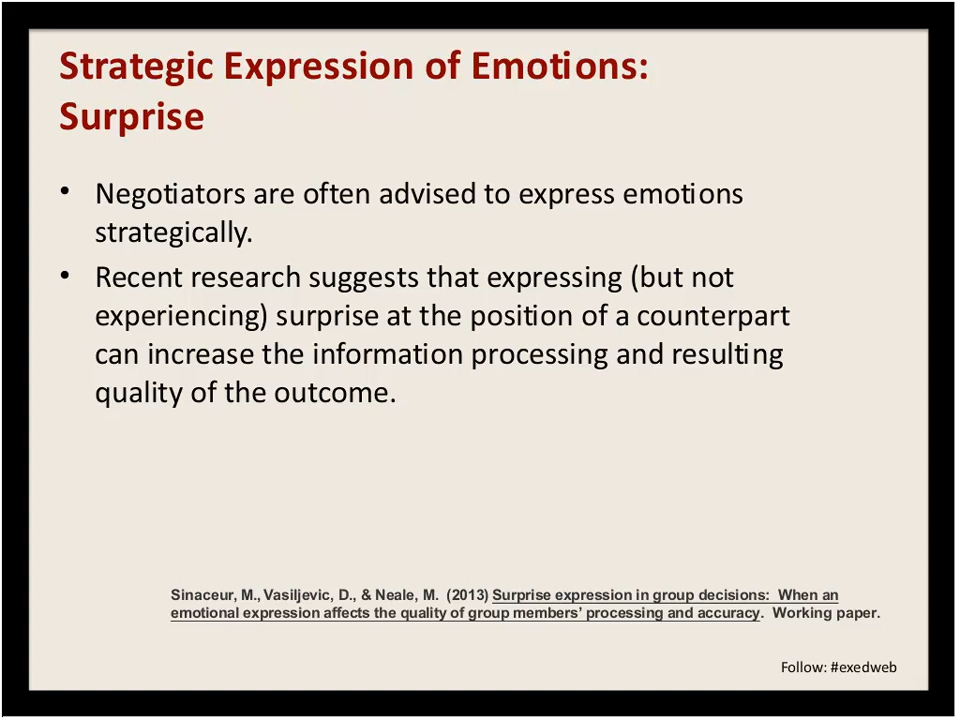 Strategic Expression of Emotions:
Surprise
• Negotiators are often advised to express emotions
strategically.
• Recent research suggests that expressing (but not
experiencing) surprise at the position of a counterpart
can increase the information processing and resulting
quality of the outcome.
Sinaceur, M., Vasiljevic, D., & Neale, M.  (2013) Surprise expression in group decisions:  When an
emotional expression affects the quality of group members’ processing and accuracy.  Working paper.
Follow: #exedweb